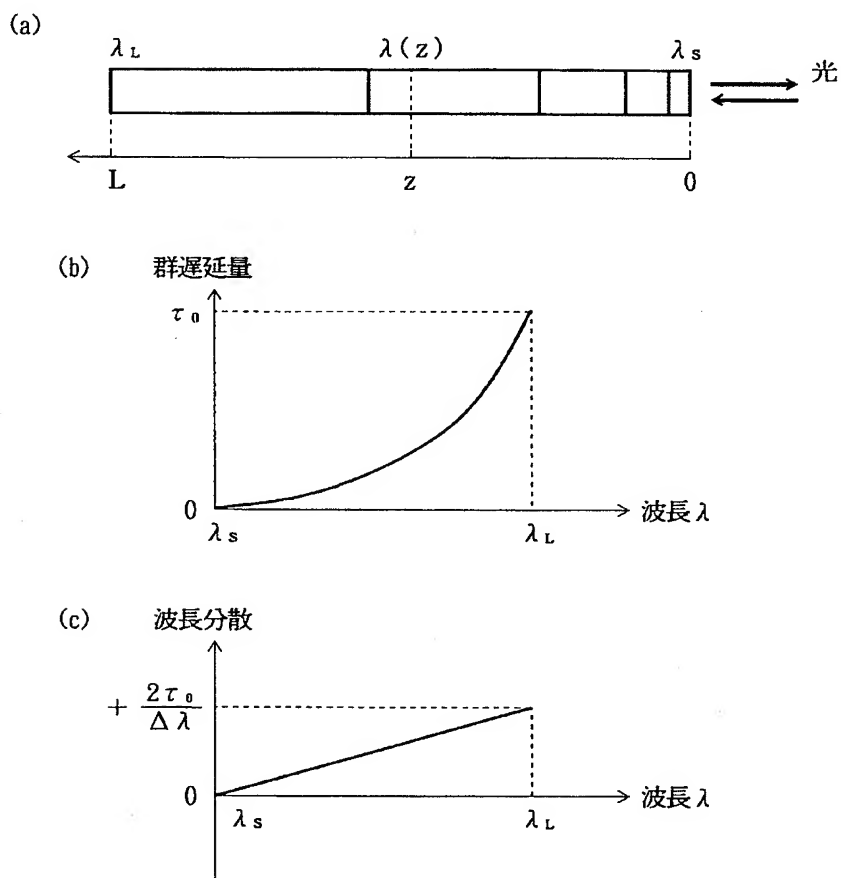 (a)
λL λ(z) λs
光
L z 0
(b) 群遅延量
τ0
0
λs λL 波長λ
(c) 波長分散
+ 2τ0/Δλ
0
λs λL 波長λ